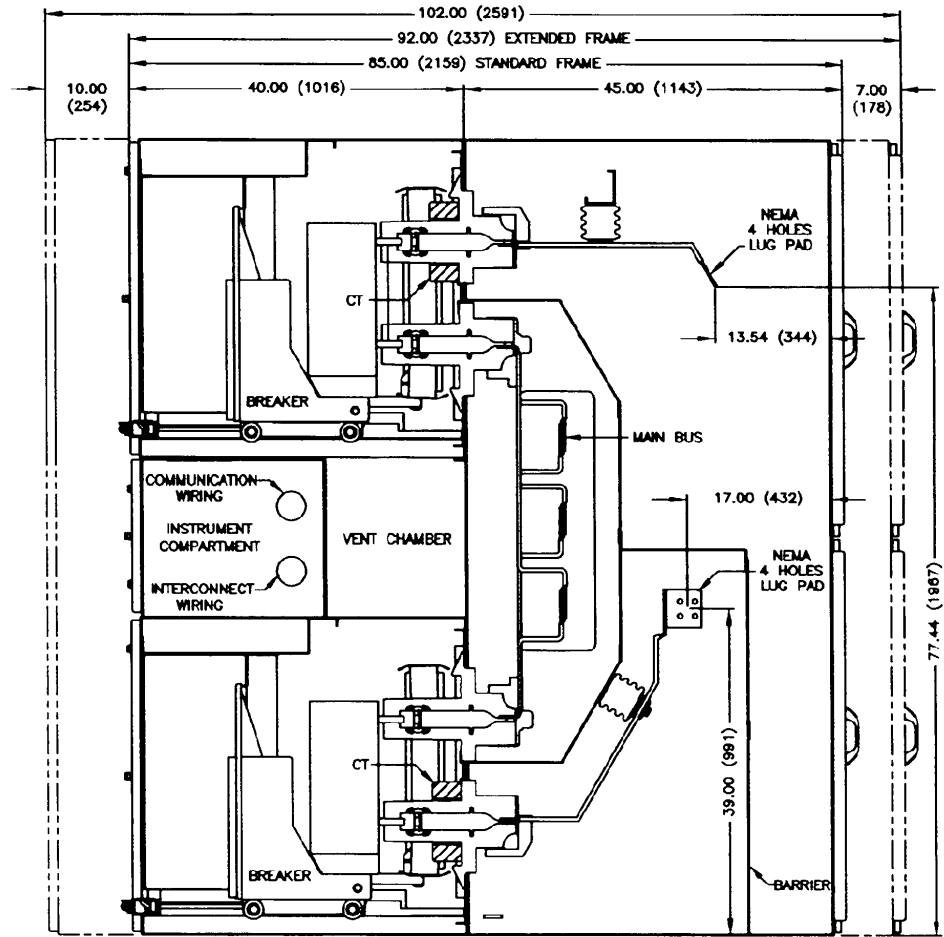 102.00 (2591)
92.00 (2337) EXTENDED FRAME
85.00 (2159) STANDARD FRAME
10.00
(254)
40.00 (1016)
45.00 (1143)
7.00
(178)
NEMA
4 HOLES
LUG PAD
CT
13.54 (344)
BREAKER
MAIN BUS
COMMUNICATION
WIRING
INSTRUMENT
COMPARTMENT
INTERCONNECT
WIRING
VENT CHAMBER
17.00 (432)
NEMA
4 HOLES
LUG PAD
77.44 (1967)
39.00 (991)
CT
BREAKER
BARRIER